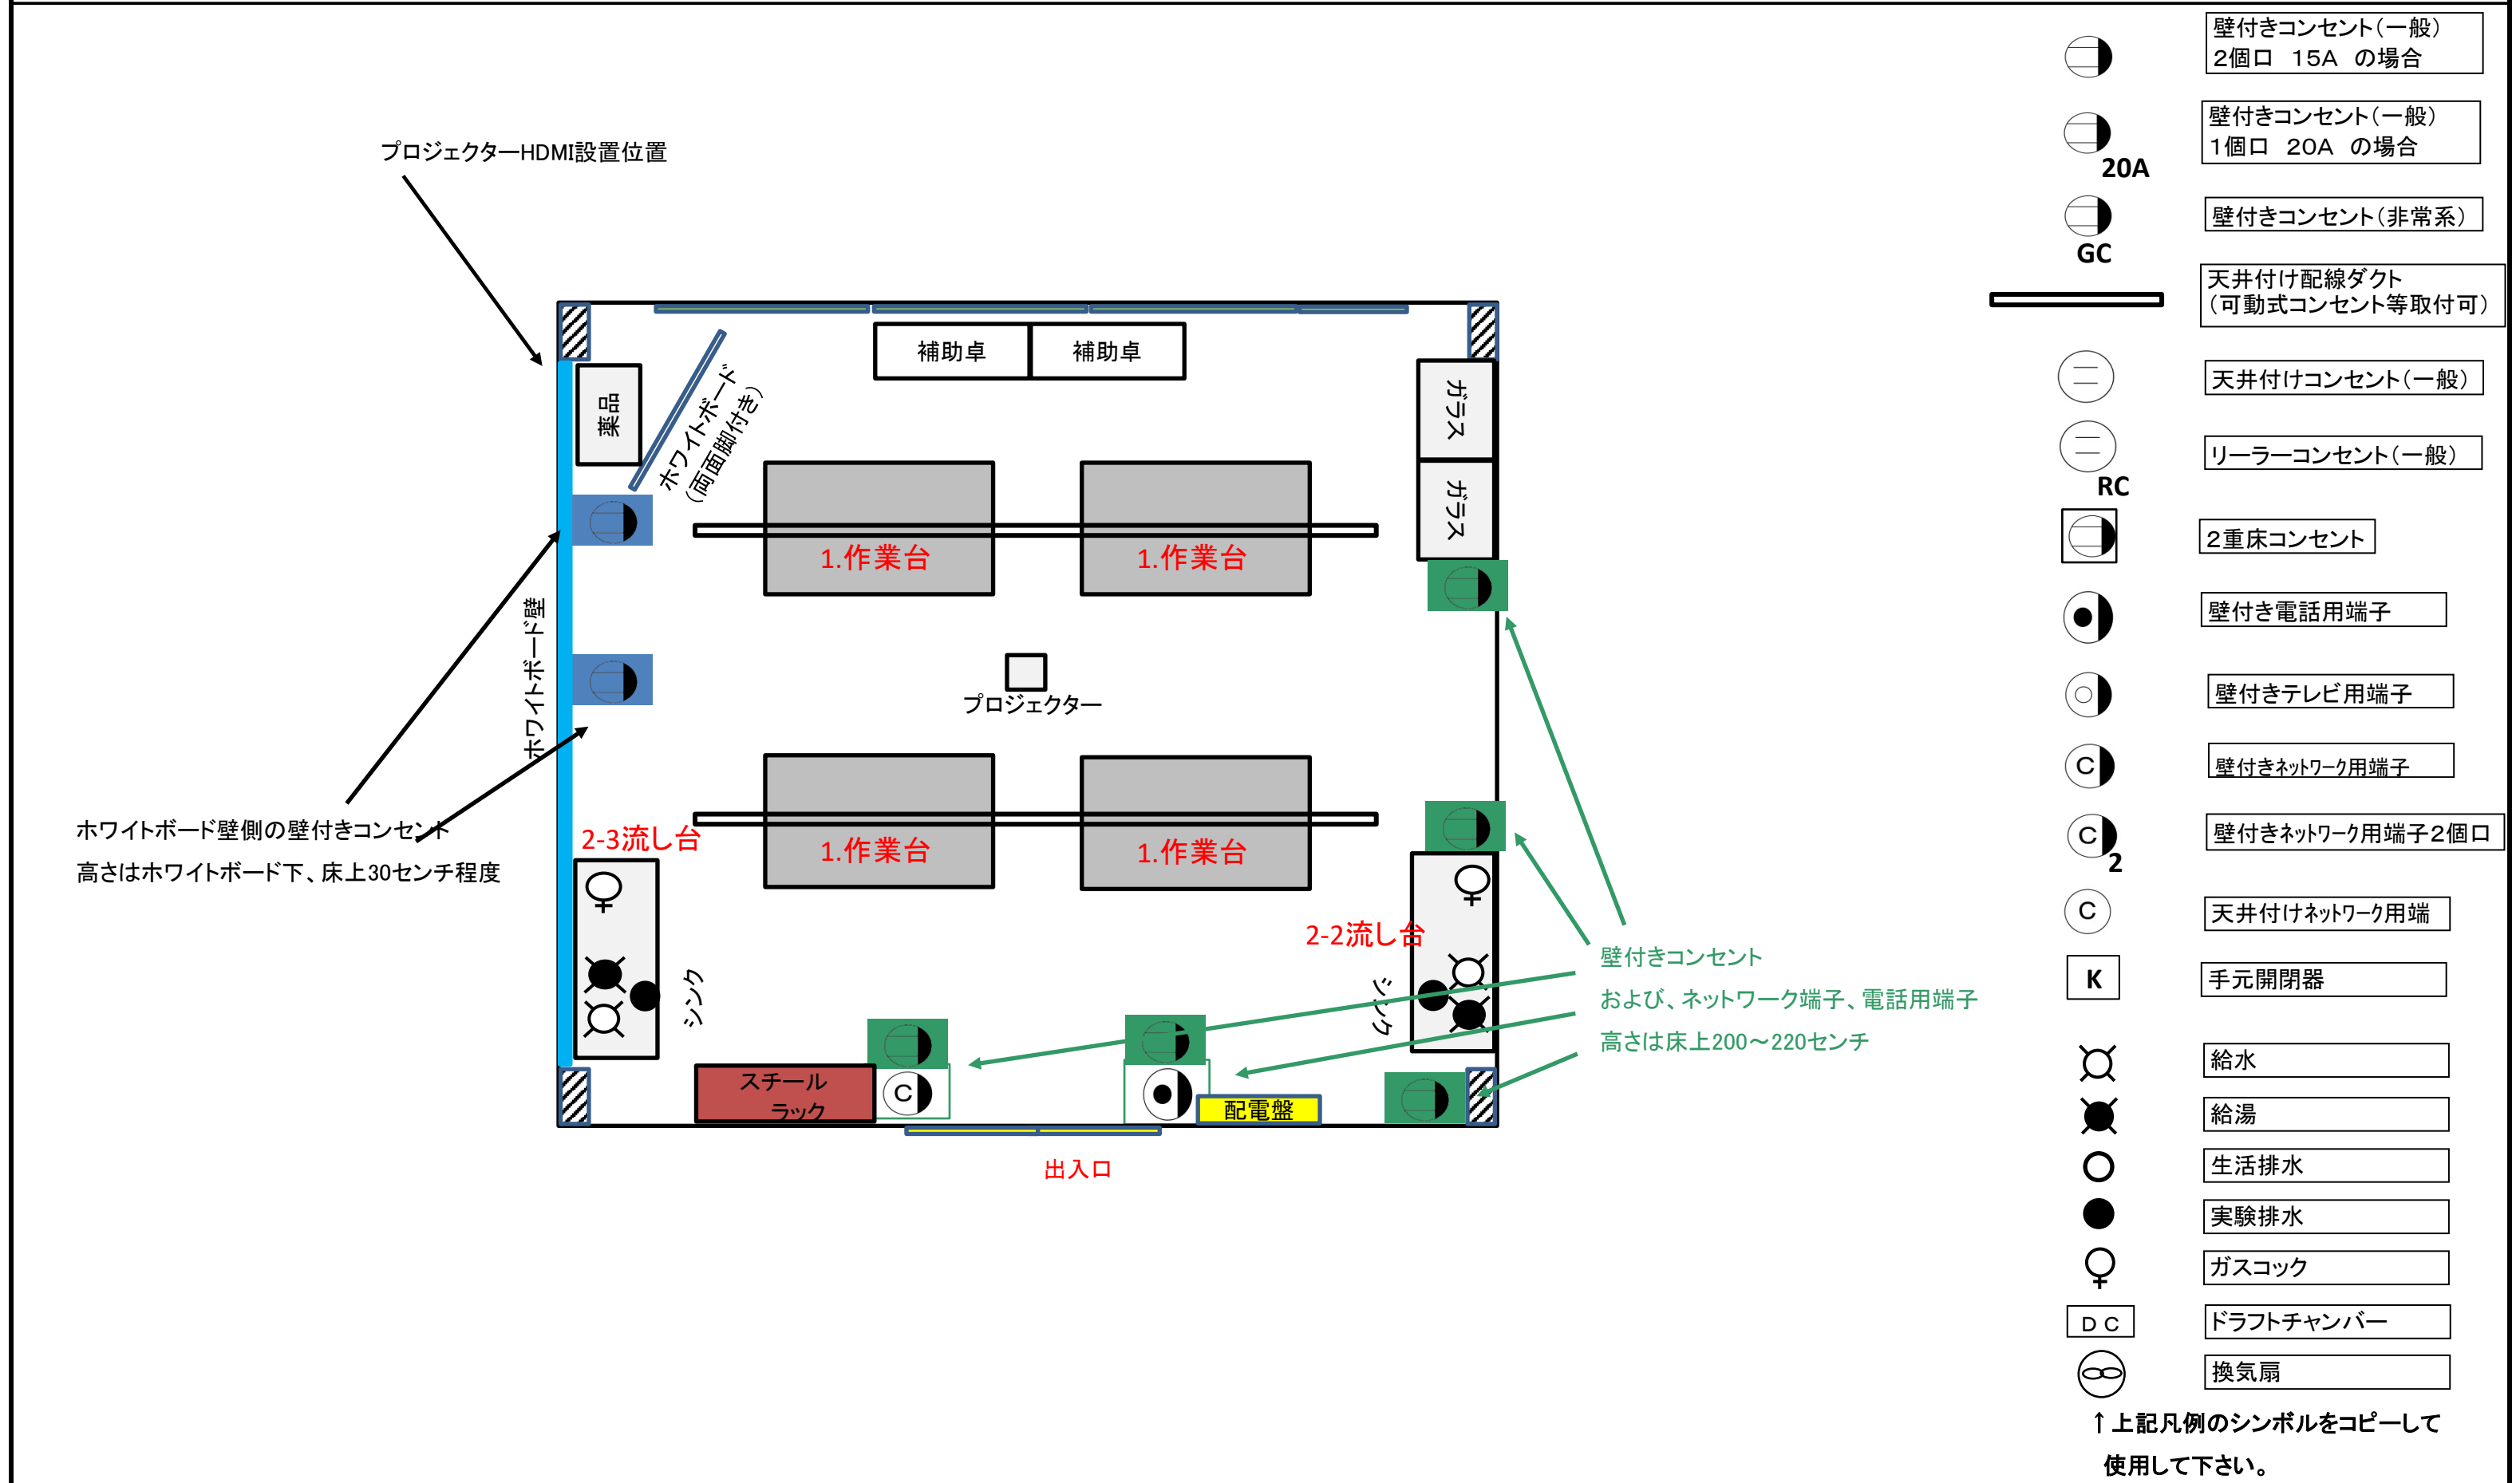 プロジェクターHDMI設置位置
補助卓
補助卓
薬品
ホワイトボード
（両面脚付き）
ガラス
ガラス
1.作業台
1.作業台
ホワイトボード壁
プロジェクター
ホワイトボード壁側の壁付きコンセント
高さはホワイトボード下、床上30センチ程度
2-3流し台
1.作業台
1.作業台
2-2流し台
シンク
シンク
壁付きコンセント
および、ネットワーク端子、電話用端子
高さは床上200～220センチ
スチール
ラック
C
配電盤
出入口
壁付きコンセント（一般）
2個口　15A　の場合
20A
壁付きコンセント（一般）
1個口　20A　の場合
GC
壁付きコンセント（非常系）
天井付け配線ダクト
（可動式コンセント等取付可）
天井付けコンセント（一般）
RC
リーラーコンセント（一般）
2重床コンセント
壁付き電話用端子
壁付きテレビ用端子
C
壁付きネットワーク用端子
C
2
壁付きネットワーク用端子2個口
C
天井付けネットワーク用端
K
手元開閉器
給水
給湯
生活排水
実験排水
ガスコック
DC
ドラフトチャンバー
換気扇
↑上記凡例のシンボルをコピーして
使用して下さい。